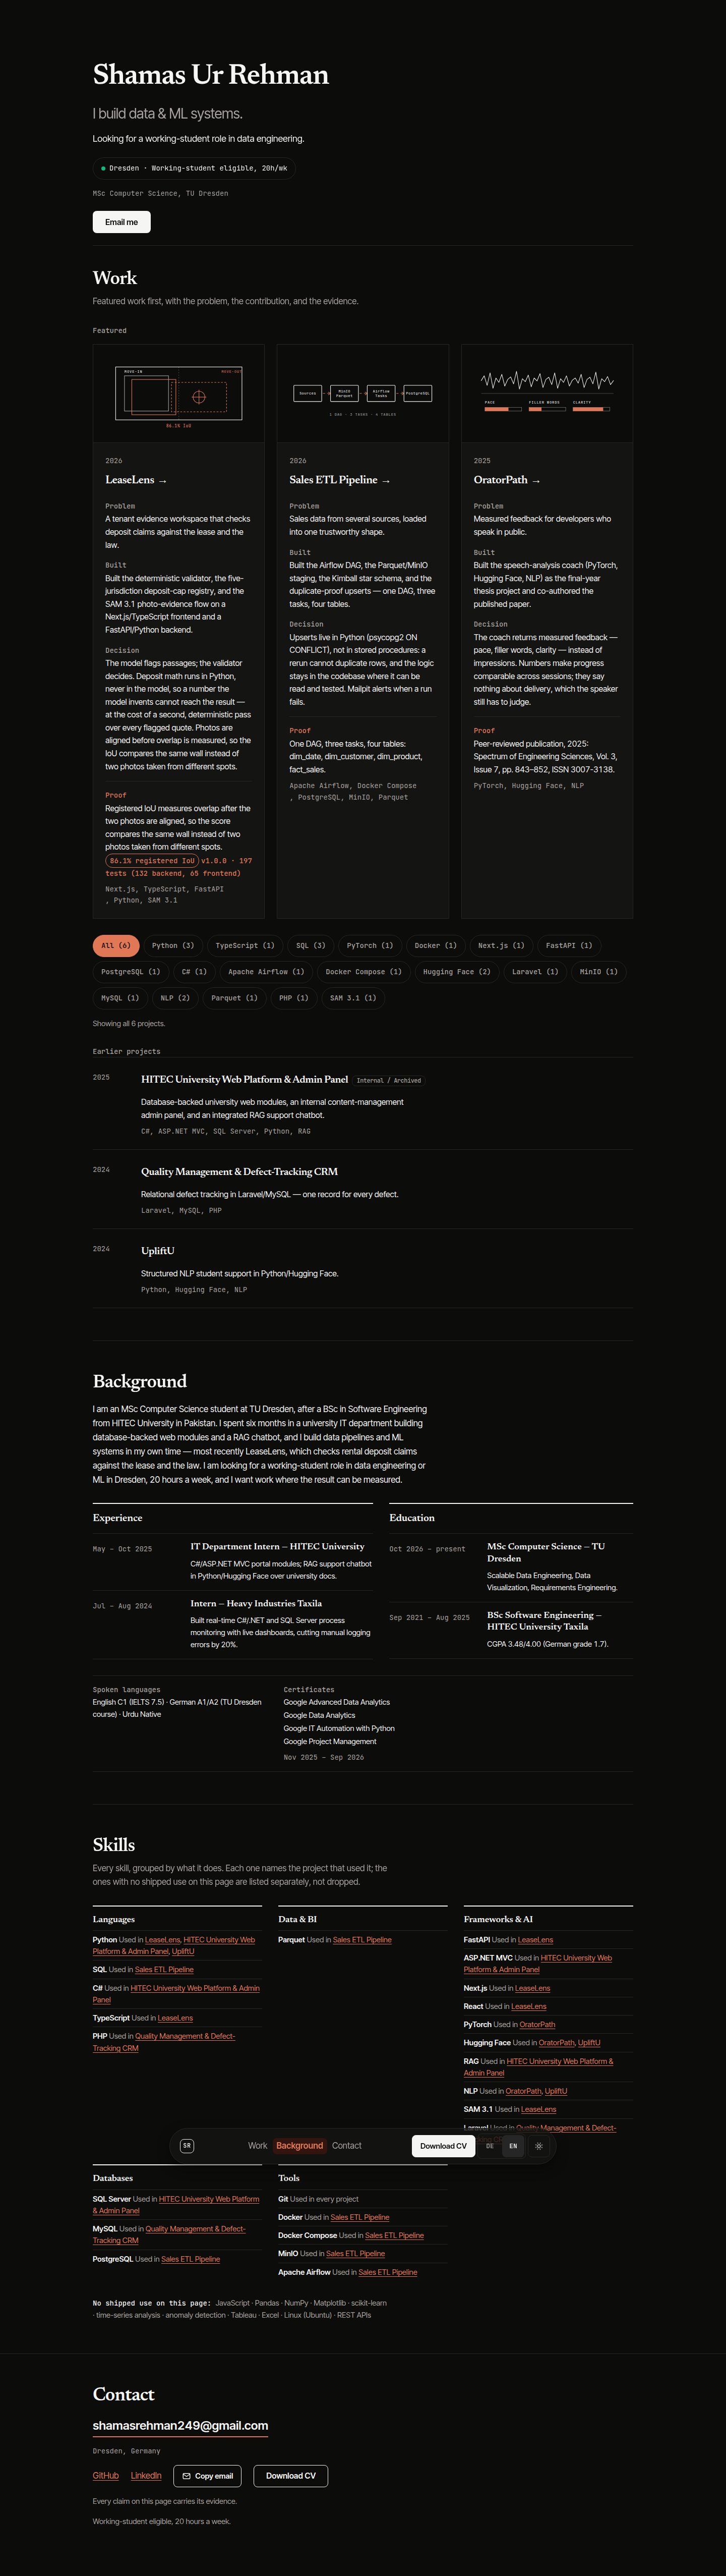 Shamas Ur Rehman
I build data & ML systems.
Looking for a working-student role in data engineering.
Dresden · Working-student eligible, 20h/wk
MSc Computer Science, TU Dresden
Email me
Work
Featured work first, with the problem, the contribution, and the evidence.
Featured
MOVE-IN
MOVE-OUT
86.1% IoU
2026
LeaseLens →
Problem
A tenant evidence workspace that checks
deposit claims against the lease and the
law.
Built
Built the deterministic validator, the five-
jurisdiction deposit-cap registry, and the
SAM 3.1 photo-evidence flow on a
Next.js/TypeScript frontend and a
FastAPI/Python backend.
Decision
The model flags passages; the validator
decides. Deposit math runs in Python,
never in the model, so a number the
model invents cannot reach the result —
at the cost of a second, deterministic pass
over every flagged quote. Photos are
aligned before overlap is measured, so the
IoU compares the same wall instead of
two photos taken from different spots.
Proof
Registered IoU measures overlap after the
two photos are aligned, so the score
compares the same wall instead of two
photos taken from different spots.
86.1% registered IoU v1.0.0 · 197
tests (132 backend, 65 frontend)
Next.js, TypeScript, FastAPI
, Python, SAM 3.1
Sources
MinIO
Parquet
Airflow
Tasks
PostgreSQL
1 DAG · 3 TASKS · 4 TABLES
2026
Sales ETL Pipeline →
Problem
Sales data from several sources, loaded
into one trustworthy shape.
Built
Built the Airflow DAG, the Parquet/MinIO
staging, the Kimball star schema, and the
duplicate-proof upserts — one DAG, three
tasks, four tables.
Decision
Upserts live in Python (psycopg2 ON
CONFLICT), not in stored procedures: a
rerun cannot duplicate rows, and the logic
stays in the codebase where it can be
read and tested. Mailpit alerts when a run
fails.
Proof
One DAG, three tasks, four tables:
dim_date, dim_customer, dim_product,
fact_sales.
Apache Airflow, Docker Compose
, PostgreSQL, MinIO, Parquet
PACE
FILLER WORDS
CLARITY
2025
OratorPath →
Problem
Measured feedback for developers who
speak in public.
Built
Built the speech-analysis coach (PyTorch,
Hugging Face, NLP) as the final-year
thesis project and co-authored the
published paper.
Decision
The coach returns measured feedback —
pace, filler words, clarity — instead of
impressions. Numbers make progress
comparable across sessions; they say
nothing about delivery, which the speaker
still has to judge.
Proof
Peer-reviewed publication, 2025:
Spectrum of Engineering Sciences, Vol. 3,
Issue 7, pp. 843–852, ISSN 3007-3138.
PyTorch, Hugging Face, NLP
All (6)
Python (3)
TypeScript (1)
SQL (3)
PyTorch (1)
Docker (1)
Next.js (1)
FastAPI (1)
PostgreSQL (1)
C# (1)
Apache Airflow (1)
Docker Compose (1)
Hugging Face (2)
Laravel (1)
MinIO (1)
MySQL (1)
NLP (2)
Parquet (1)
PHP (1)
SAM 3.1 (1)
Showing all 6 projects.
Earlier projects
2025
HITEC University Web Platform & Admin Panel
Internal / Archived
Database-backed university web modules, an internal content-management
admin panel, and an integrated RAG support chatbot.
C#, ASP.NET MVC, SQL Server, Python, RAG
2024
Quality Management & Defect-Tracking CRM
Relational defect tracking in Laravel/MySQL — one record for every defect.
Laravel, MySQL, PHP
2024
UpliftU
Structured NLP student support in Python/Hugging Face.
Python, Hugging Face, NLP
Background
I am an MSc Computer Science student at TU Dresden, after a BSc in Software Engineering
from HITEC University in Pakistan. I spent six months in a university IT department building
database-backed web modules and a RAG chatbot, and I build data pipelines and ML
systems in my own time — most recently LeaseLens, which checks rental deposit claims
against the lease and the law. I am looking for a working-student role in data engineering or
ML in Dresden, 20 hours a week, and I want work where the result can be measured.
Experience
May – Oct 2025
IT Department Intern — HITEC University
C#/ASP.NET MVC portal modules; RAG support chatbot
in Python/Hugging Face over university docs.
Jul – Aug 2024
Intern — Heavy Industries Taxila
Built real-time C#/.NET and SQL Server process
monitoring with live dashboards, cutting manual logging
errors by 20%.
Education
Oct 2026 – present
MSc Computer Science — TU
Dresden
Scalable Data Engineering, Data
Visualization, Requirements Engineering.
Sep 2021 – Aug 2025
BSc Software Engineering —
HITEC University Taxila
CGPA 3.48/4.00 (German grade 1.7).
Spoken languages
English C1 (IELTS 7.5) · German A1/A2 (TU Dresden
course) · Urdu Native
Certificates
Google Advanced Data Analytics
Google Data Analytics
Google IT Automation with Python
Google Project Management
Nov 2025 – Sep 2026
Skills
Every skill, grouped by what it does. Each one names the project that used it; the
ones with no shipped use on this page are listed separately, not dropped.
Languages
Python Used in LeaseLens, HITEC University Web
Platform & Admin Panel, UpliftU
SQL Used in Sales ETL Pipeline
C# Used in HITEC University Web Platform & Admin
Panel
TypeScript Used in LeaseLens
PHP Used in Quality Management & Defect-
Tracking CRM
Data & BI
Parquet Used in Sales ETL Pipeline
Frameworks & AI
FastAPI Used in LeaseLens
ASP.NET MVC Used in HITEC University Web
Platform & Admin Panel
Next.js Used in LeaseLens
React Used in LeaseLens
PyTorch Used in OratorPath
Hugging Face Used in OratorPath, UpliftU
RAG Used in HITEC University Web Platform &
Admin Panel
NLP Used in OratorPath, UpliftU
SAM 3.1 Used in LeaseLens
Laravel Used in Quality Management & Defect-
SR
Work
Background
Contact
Download CV
DE
EN
Databases
SQL Server Used in HITEC University Web Platform
& Admin Panel
MySQL Used in Quality Management & Defect-
Tracking CRM
PostgreSQL Used in Sales ETL Pipeline
Tools
Git Used in every project
Docker Used in Sales ETL Pipeline
Docker Compose Used in Sales ETL Pipeline
MinIO Used in Sales ETL Pipeline
Apache Airflow Used in Sales ETL Pipeline
No shipped use on this page: JavaScript · Pandas · NumPy · Matplotlib · scikit-learn
· time-series analysis · anomaly detection · Tableau · Excel · Linux (Ubuntu) · REST APIs
Contact
shamasrehman249@gmail.com
Dresden, Germany
GitHub
LinkedIn
Copy email
Download CV
Every claim on this page carries its evidence.
Working-student eligible, 20 hours a week.